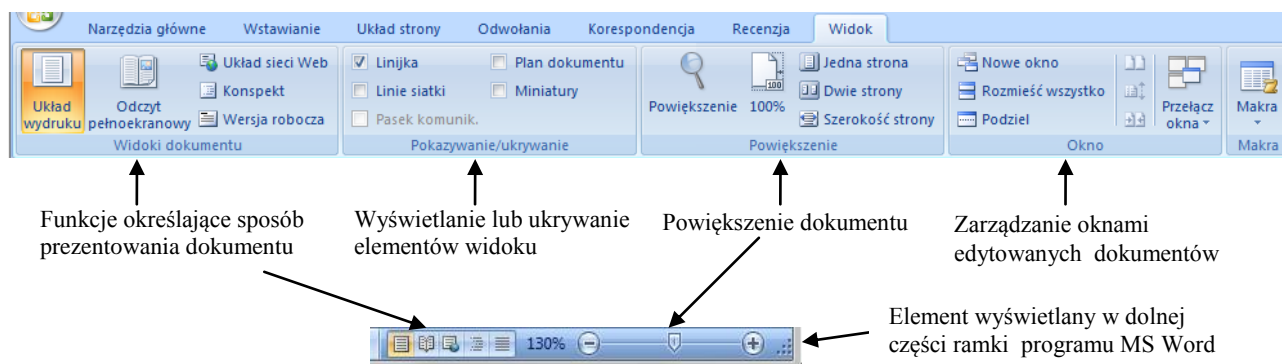 Narzędzia główne Wstawianie Układ strony Odwołania Korespondencja Recenzja Widok
Układ wydruku
Odczyt pełnoekranowy
Układ sieci Web
Konspekt
Wersja robocza
Widoki dokumentu
Linijka
Linie siatki
Pasek komunik.
Plan dokumentu
Miniatury
Pokazywanie/ukrywanie
Powiększenie
100
100%
Jedna strona
Dwie strony
Szerokość strony
Powiększenie
Nowe okno
Rozmieść wszystko
Podziel
Przełącz
okna
Okno
Makra
Makra
Funkcje określające sposób
prezentowania dokumentu
Wyświetlanie lub ukrywanie
elementów widoku
Powiększenie dokumentu
Zarządzanie oknami
edytowanych dokumentów
130%
Element wyświetlany w dolnej
części ramki programu MS Word